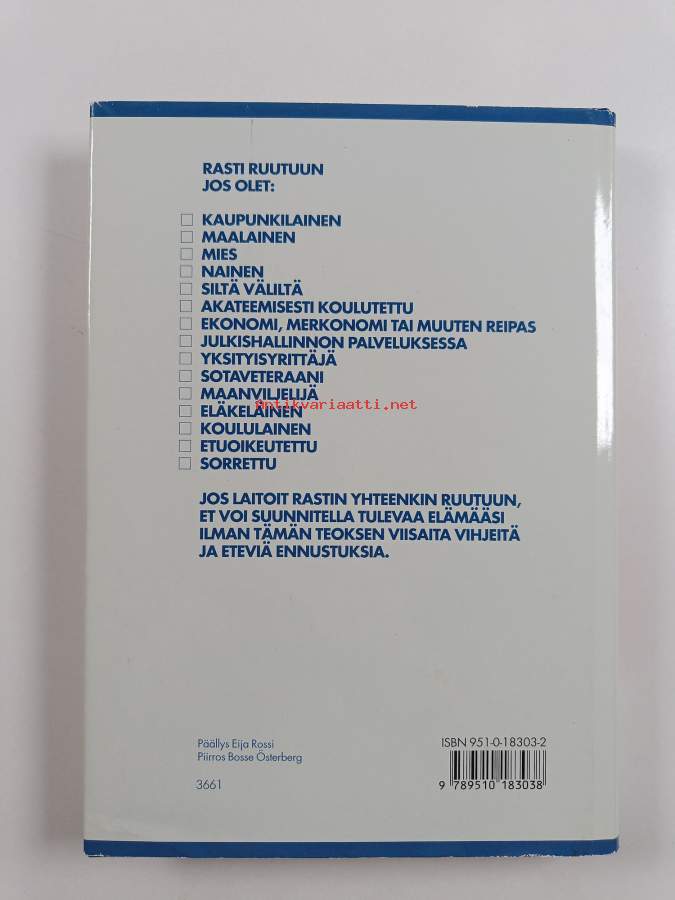 RASTI RUUTUUN
JOS OLET:
KAUPUNKILAINEN
MAALAINEN
MIES
NAINEN
SILTÄ VÄLILTÄ
AKATEEMISESTI KOULUTETTU
EKONOMI, MERKONOMI TAI MUUTEN REIPAS
JULKISHALLINNON PALVELUKSESSA
YKSITYISYRITTÄJÄ
SOTAVETERAANI
MAANVILJELIJÄ
antikvariaatti.net
ELÄKELÄINEN
KOULULAINEN
ETUOIKEUTETTU
SORRETTU
JOS LAITOIT RASTIN YHTEENKIN RUUTUUN,
ET VOI SUUNNITELLA TULEVAA ELÄMÄÄSI
ILMAN TÄMÄN TEOKSEN VIISAITA VIHJEITÄ
JA ETEVIÄ ENNUSTUKSIA.
Päällys Eija Rossi
Piirros Bosse Österberg
3661
ISBN 951-0-18303-2
9 789510 183038